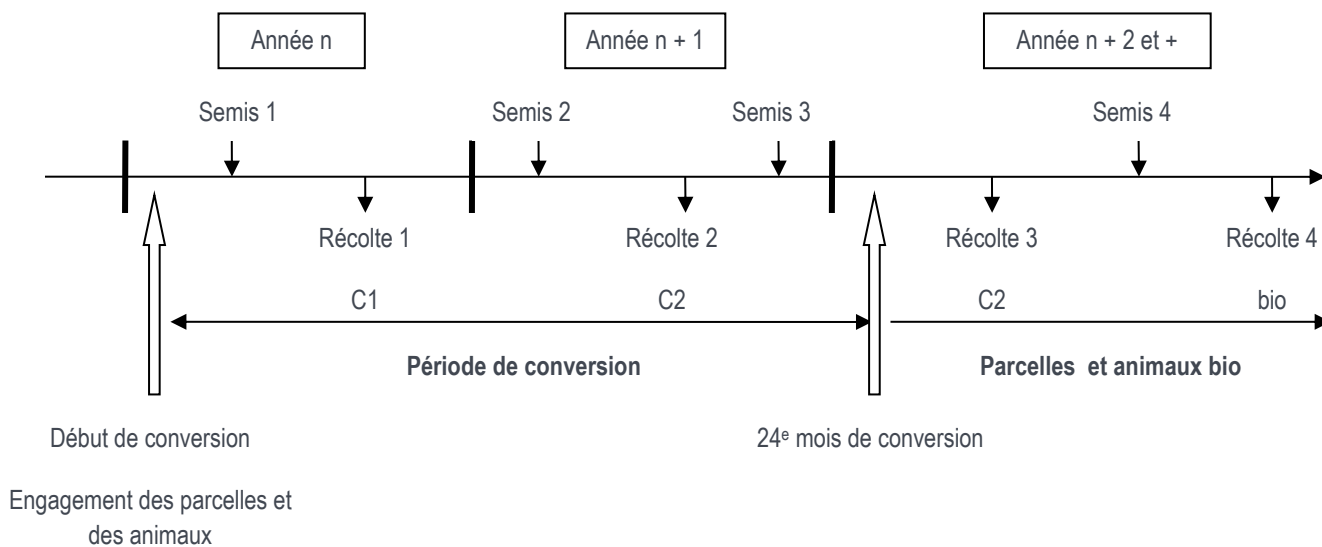 Année n
Année n + 1
Année n + 2 et +
Semis 1
Semis 2
Semis 3
Semis 4
Récolte 1
Récolte 2
Récolte 3
Récolte 4
C1
C2
C2
bio
Période de conversion
Parcelles et animaux bio
Début de conversion
24e mois de conversion
Engagement des parcelles et
des animaux